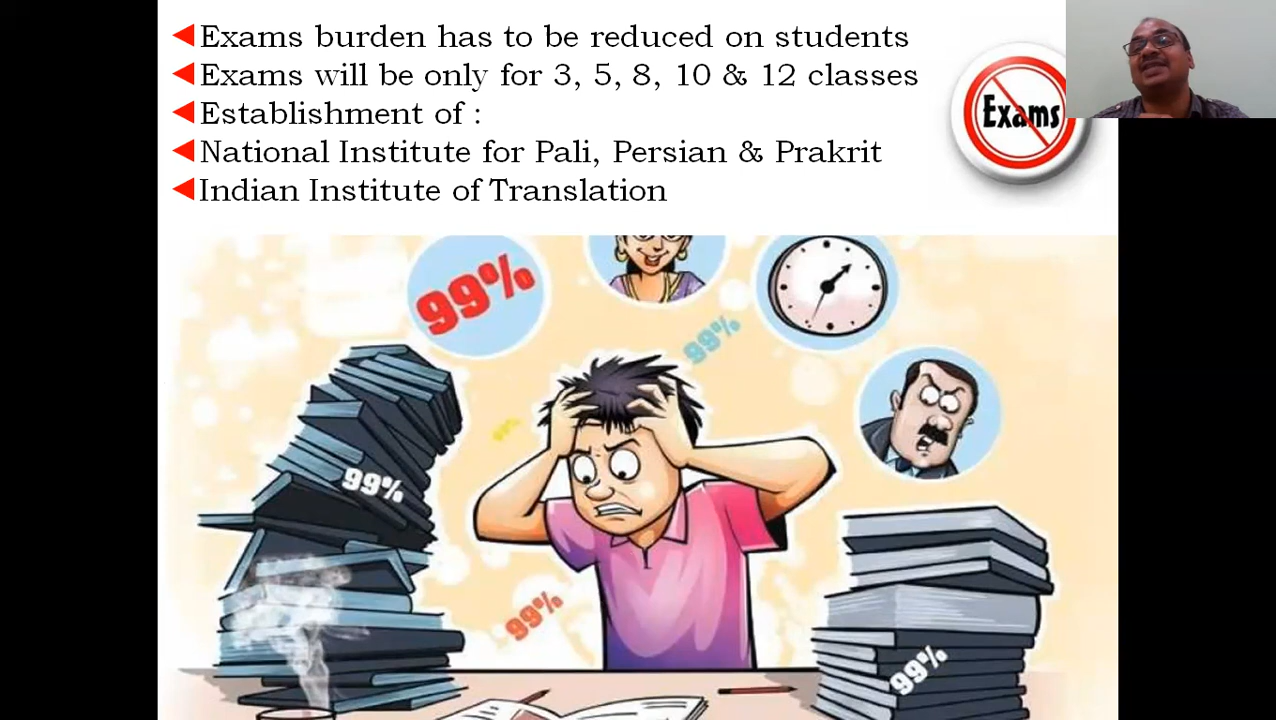 Exams burden has to be reduced on students
Exams will be only for 3, 5, 8, 10 & 12 classes
Establishment of :
National Institute for Pali, Persian & Prakrit
Indian Institute of Translation
Exams
99%
99%
99%
99%
99%